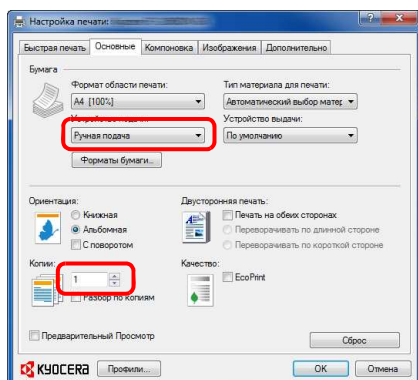 Настройка печати:
Быстрая печать Основные Компоновка Изображения Дополнительно
Бумага
Формат области печати: Тип материала для печати:
A4 [100%] Автоматический выбор матер
Устройство подачи: Устройство выдачи:
Ручная подача По умолчанию
Форматы бумаги...
Ориентация: Двусторонняя печать:
Книжная Печать на обеих сторонах
Альбомная Переворачивать по длинной стороне
С поворотом Переворачивать по короткой стороне
Копии: Качество:
1 EcoPrint
Разбор по копиям
Предварительный Просмотр Сброс
KYOCERA Профили... OK Отмена